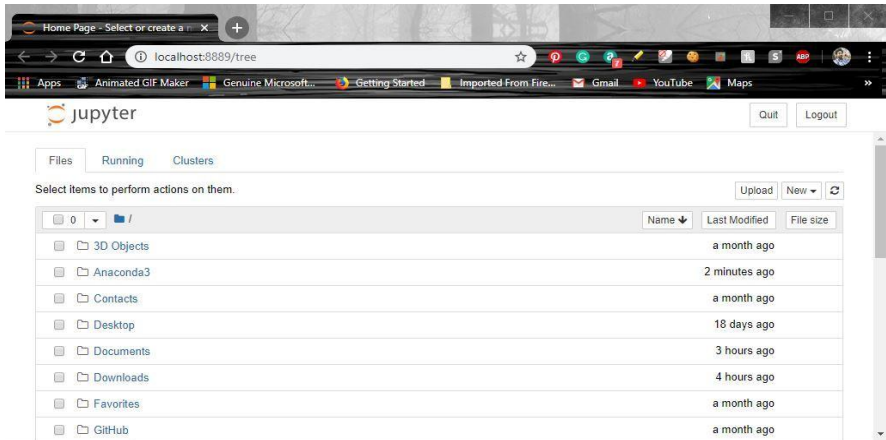 Home Page - Select or create a n
localhost:8889/tree
Apps Animated GIF Maker Genuine Microsoft... Getting Started Imported From Fire... Gmail YouTube Maps »
jupyter Quit Logout
Files Running Clusters
Select items to perform actions on them. Upload New
0 / Name Last Modified File size
3D Objects a month ago
Anaconda3 2 minutes ago
Contacts a month ago
Desktop 18 days ago
Documents 3 hours ago
Downloads 4 hours ago
Favorites a month ago
GitHub a month ago